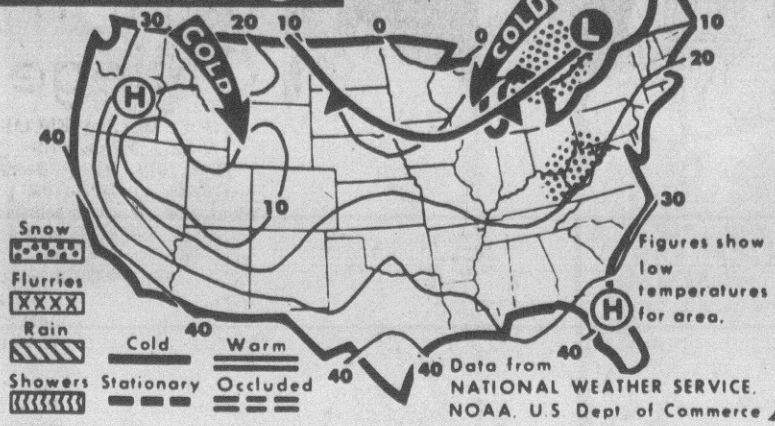 30
20
10
0
0
10
20
COLD
COLD
L
H
40
10
30
Snow
Flurries
Rain
Showers
Cold
Warm
Stationary
Occluded
40
40
40
40
H
Figures show
low
temperatures
for area.
Data from
NATIONAL WEATHER SERVICE,
NOAA, U.S. Dept of Commerce